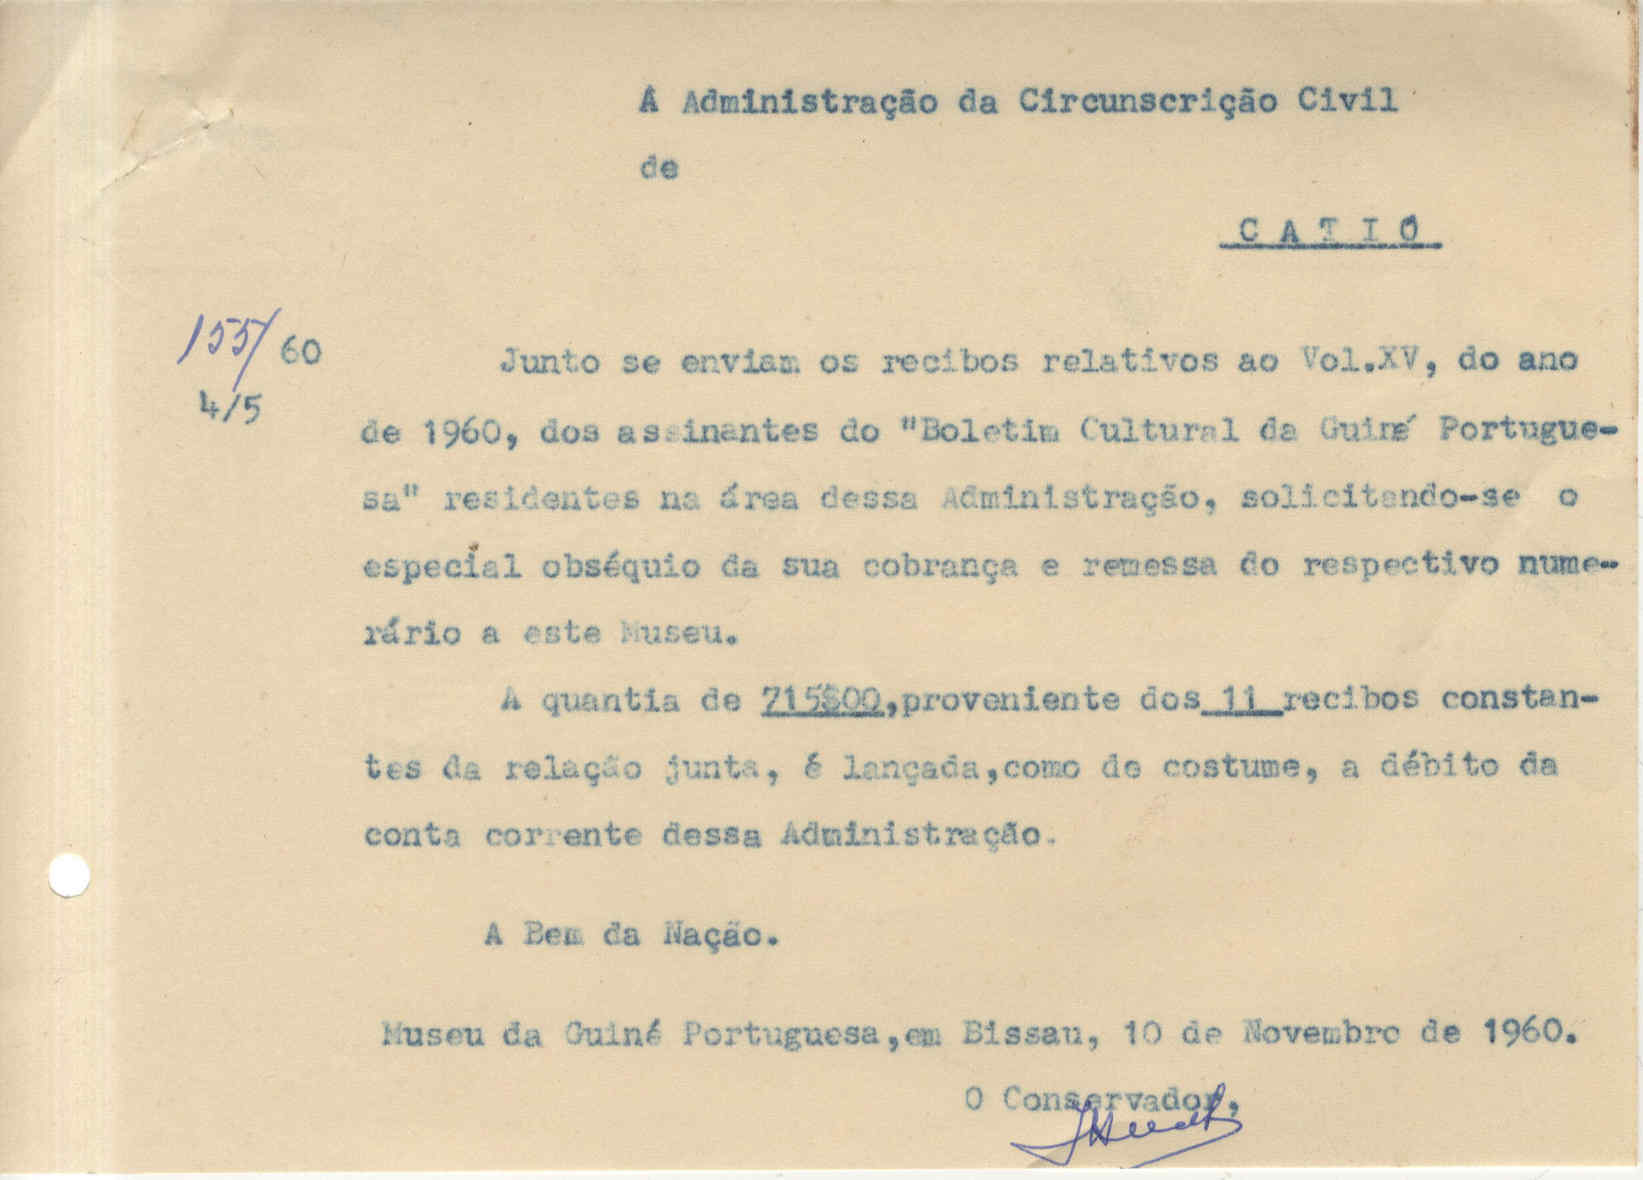 Á Administração da Circunscrição Civil
de
C A T I Ó
155/60
4/5
Junto se enviam os recibos relativos ao Vol.XV, do ano
de 1960, dos assinantes do "Boletim Cultural da Guiné Portugue-
sa" residentes na área dessa Administração, solicitando-se o
especial obséquio da sua cobrança e remessa do respectivo nume-
rário a este Museu.
A quantia de 715$00,proveniente dos 11 recibos constan-
tes da relação junta, é lançada,como de costume, a débito da
conta corrente dessa Administração.
A Bem da Nação.
Museu da Guiné Portuguesa,em Bissau, 10 de Novembro de 1960.
O Conservador,